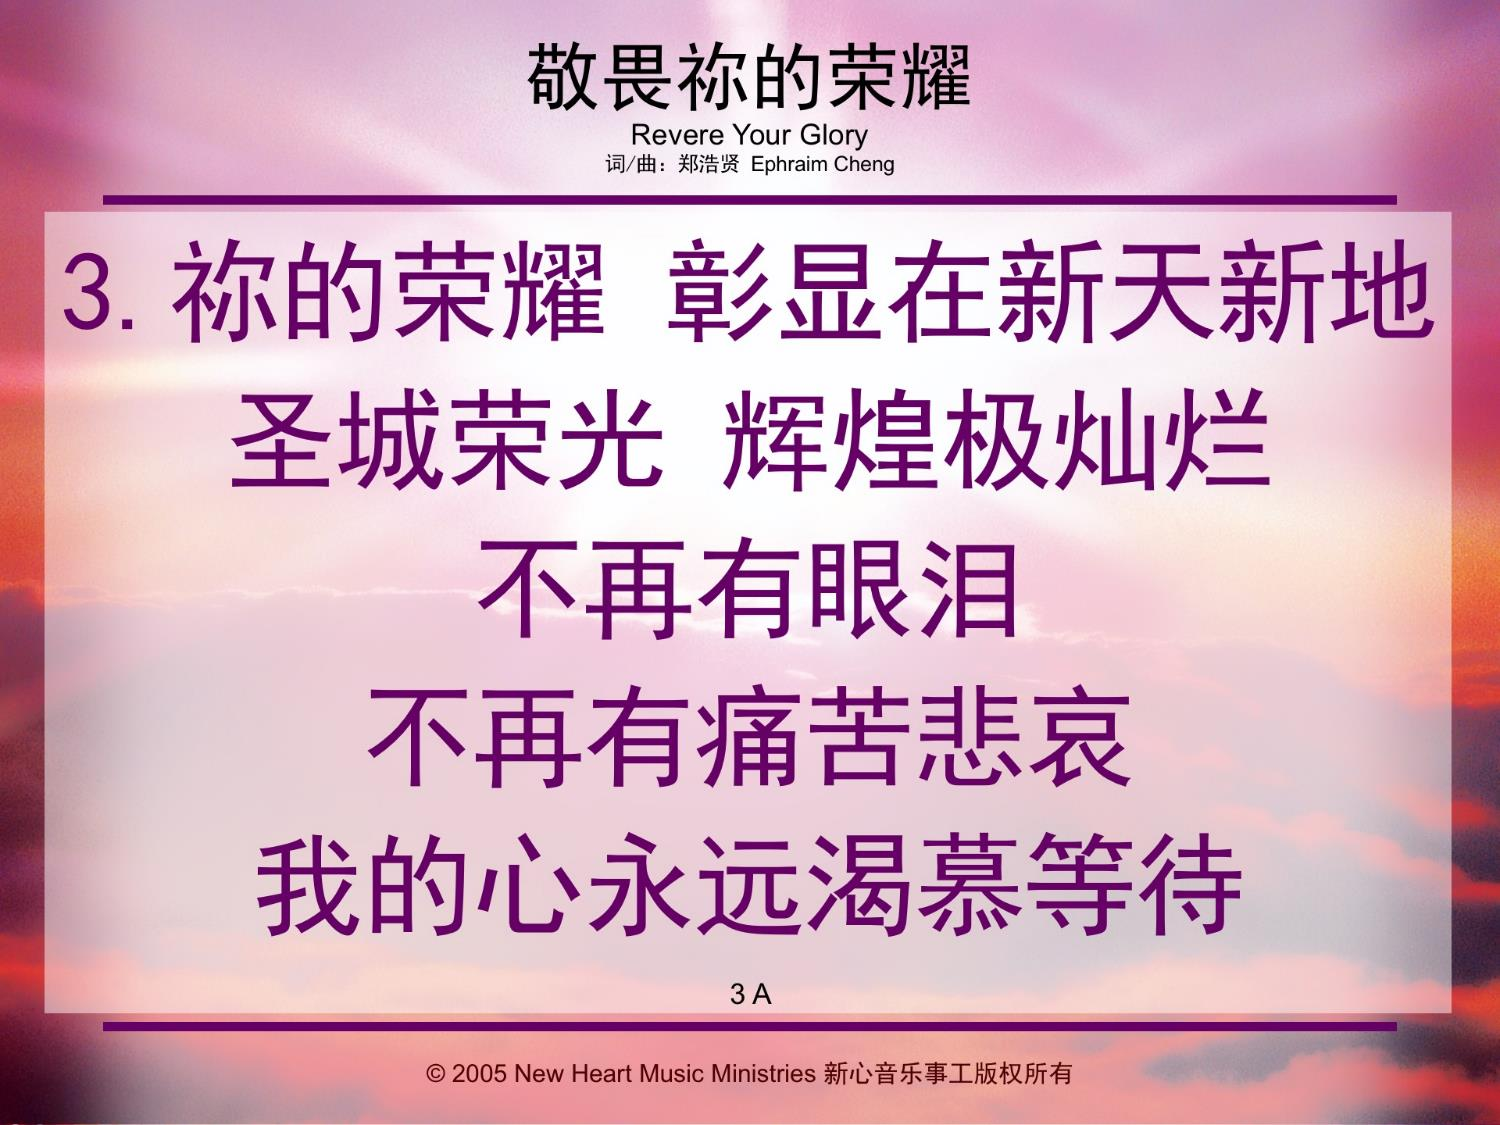 敬畏祢的荣耀
Revere Your Glory
词/曲：郑浩贤 Ephraim Cheng
3.祢的荣耀 彰显在新天新地
圣城荣光 辉煌极灿烂
不再有眼泪
不再有痛苦悲哀
我的心永远渴慕等待
3 A
© 2005 New Heart Music Ministries 新心音乐事工版权所有